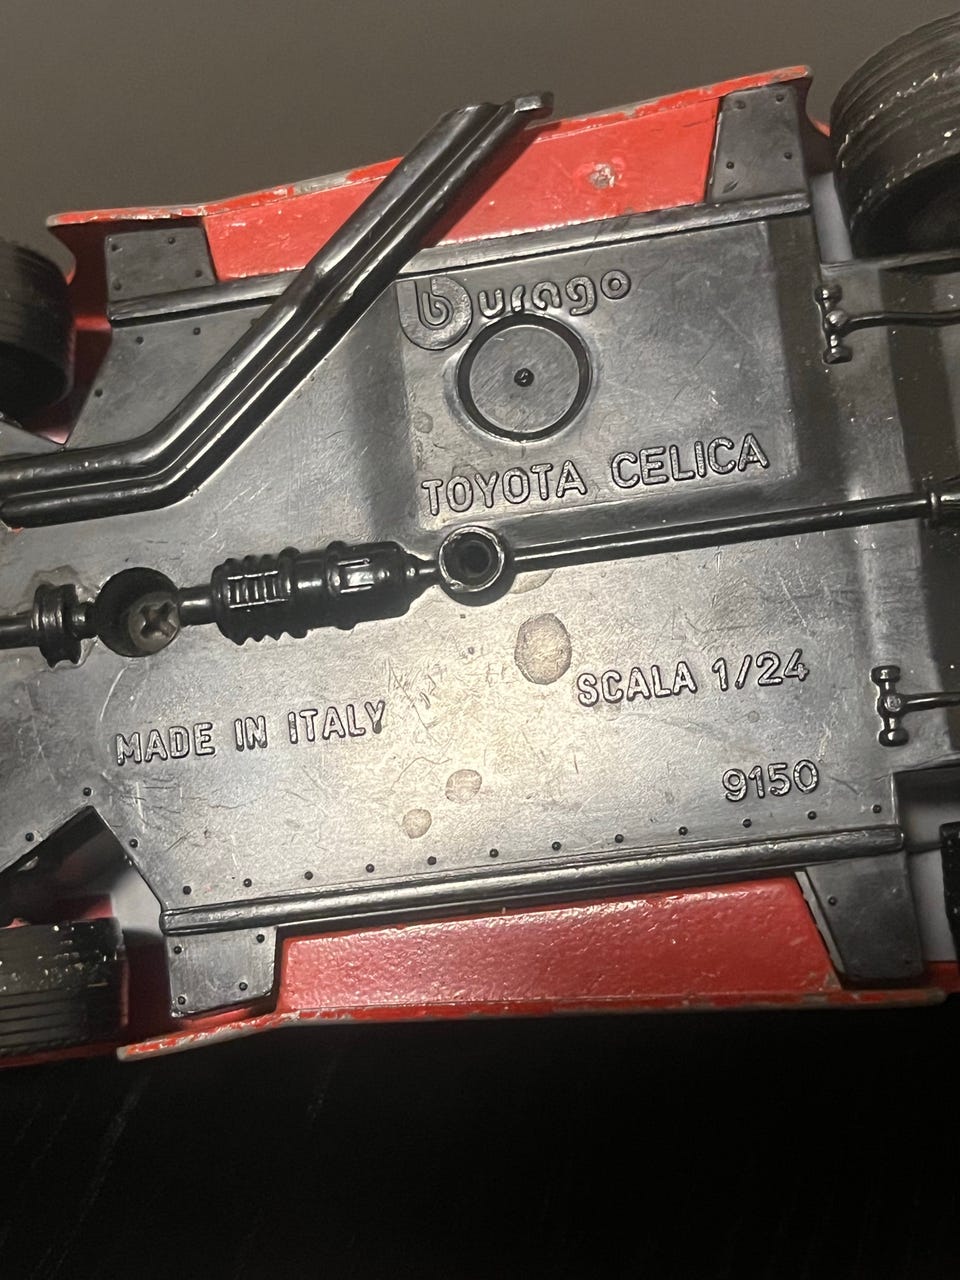 burago
TOYOTA CELICA
SCALA 1/24
MADE IN ITALY
9150